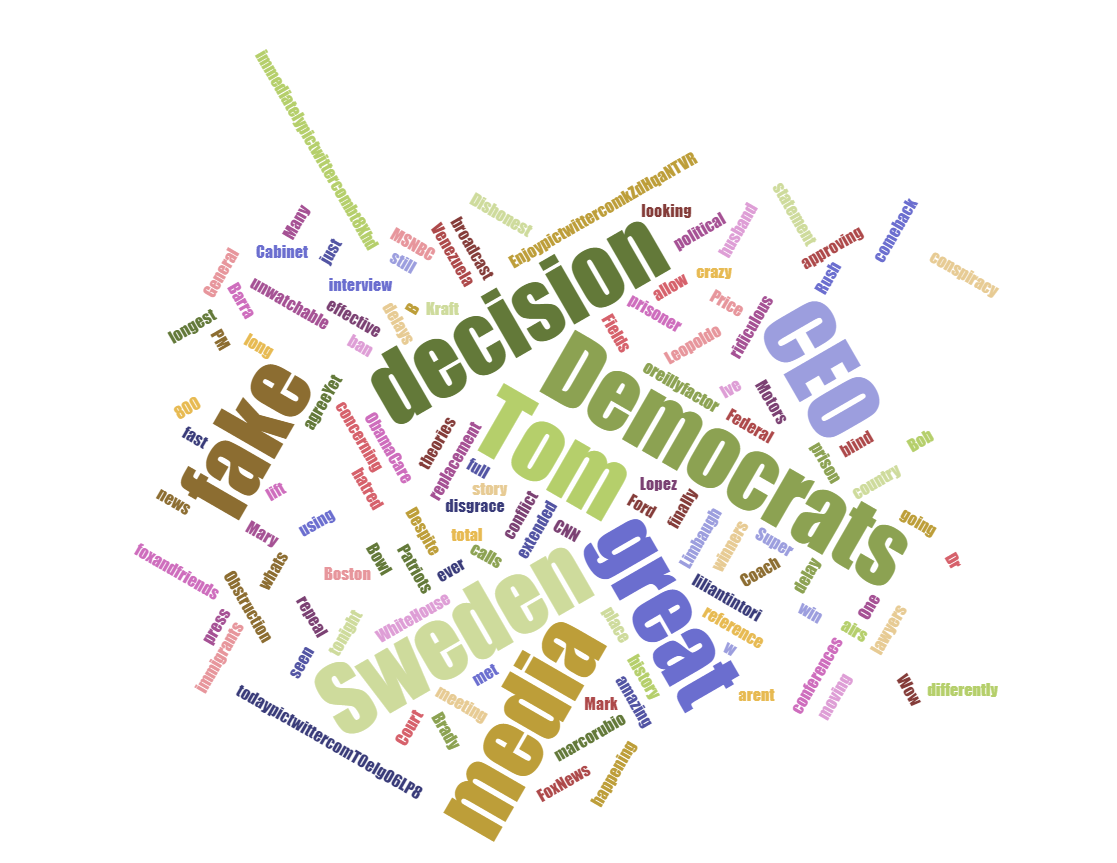 Many
Cabinet
just
MSNBC
still
Venezuela
broadcast
Dishonest
EnjoypictwittercomkZdHqaNTVR
looking
political
husband
statement
approving
comeback
conspiracy
General
Barra
unwatchable
interview
effective
ban
delays
B
Kraft
decision
prisoner
allow
crazy
Price
Rush
longest
PM
long
agreeYet
Fields
Leopoldo
ridiculous
CEO
800
fast
fake
news
lift
concerning
ObamaCare
hatred
theories
replacement
full
story
disgrace
Tom
Democrats
oreillyfactor
Ive
Motors
Federal
blind
prison
Bob
country
going
Dr
Mary
using
Despite
total
conflict
extended
CNN
Lopez
Ford
finally
Limbaugh
winners
Super
Coach
delay
foxandfriends
whats
Obstruction
Boston
Bowl
Patriots
ever
calls
Sweden
great
liliantintori
reference
w
win
airs
One
lawyers
press
Immigrants
repeal
tonight
seen
WhiteHouse
met
meeting
media
place
history
amazing
arent
conferences
moving
Wow
differently
todaypictwittercomT0eIg06LP8
Court
Brady
Mark
marcorubio
FoxNews
happening